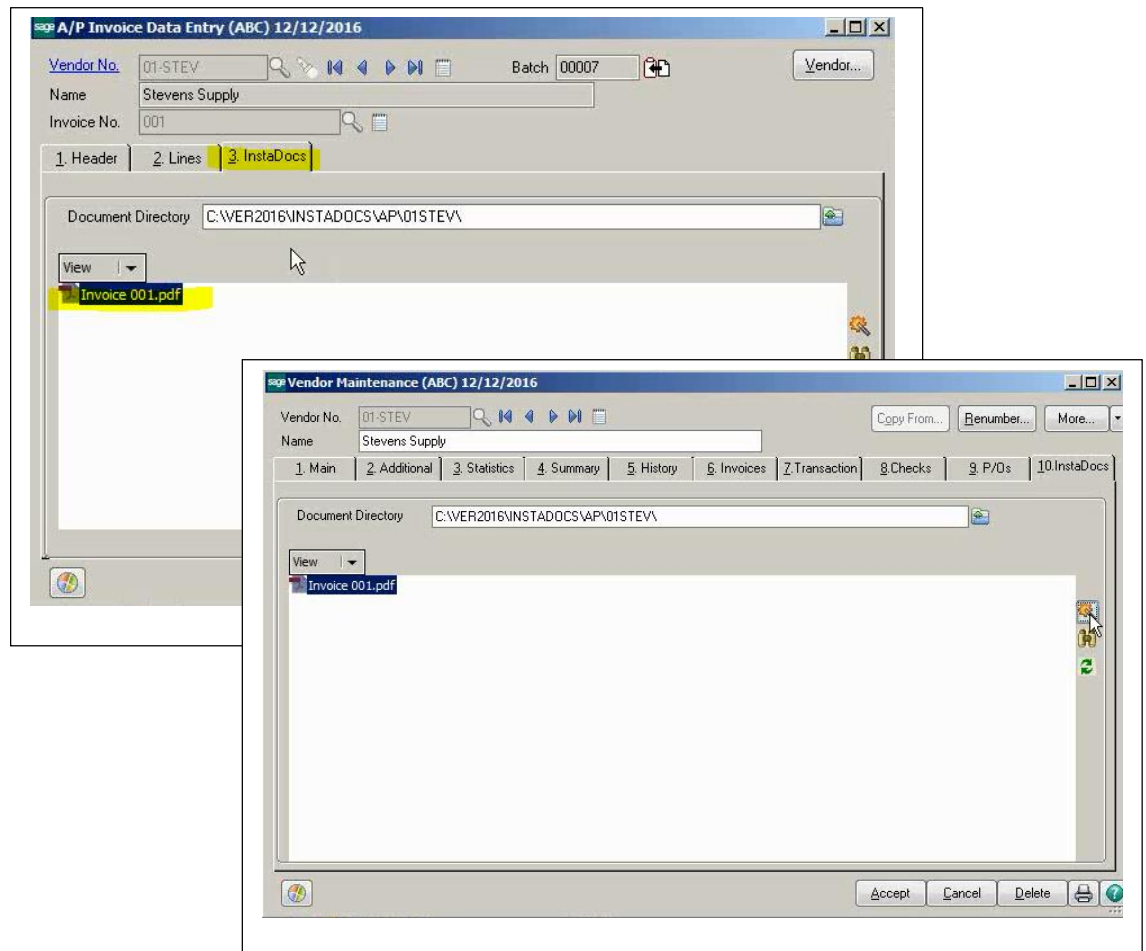 sage A/P Invoice Data Entry (ABC) 12/12/2016
Vendor No. 01-STEV Batch 00007 Vendor...
Name Stevens Supply
Invoice No. 001
1. Header 2. Lines 3. InstaDocs
Document Directory C:\VER2016\INSTADOCS\AP\01STEV\
View
Invoice 001.pdf
sage Vendor Maintenance (ABC) 12/12/2016
Vendor No. 01-STEV Copy From... Renumber... More...
Name Stevens Supply
1. Main 2. Additional 3. Statistics 4. Summary 5. History 6. Invoices 7.Transaction 8.Checks 9. P/Os 10.InstaDocs
Document Directory C:\VER2016\INSTADOCS\AP\01STEV\
View
Invoice 001.pdf
Accept Cancel Delete